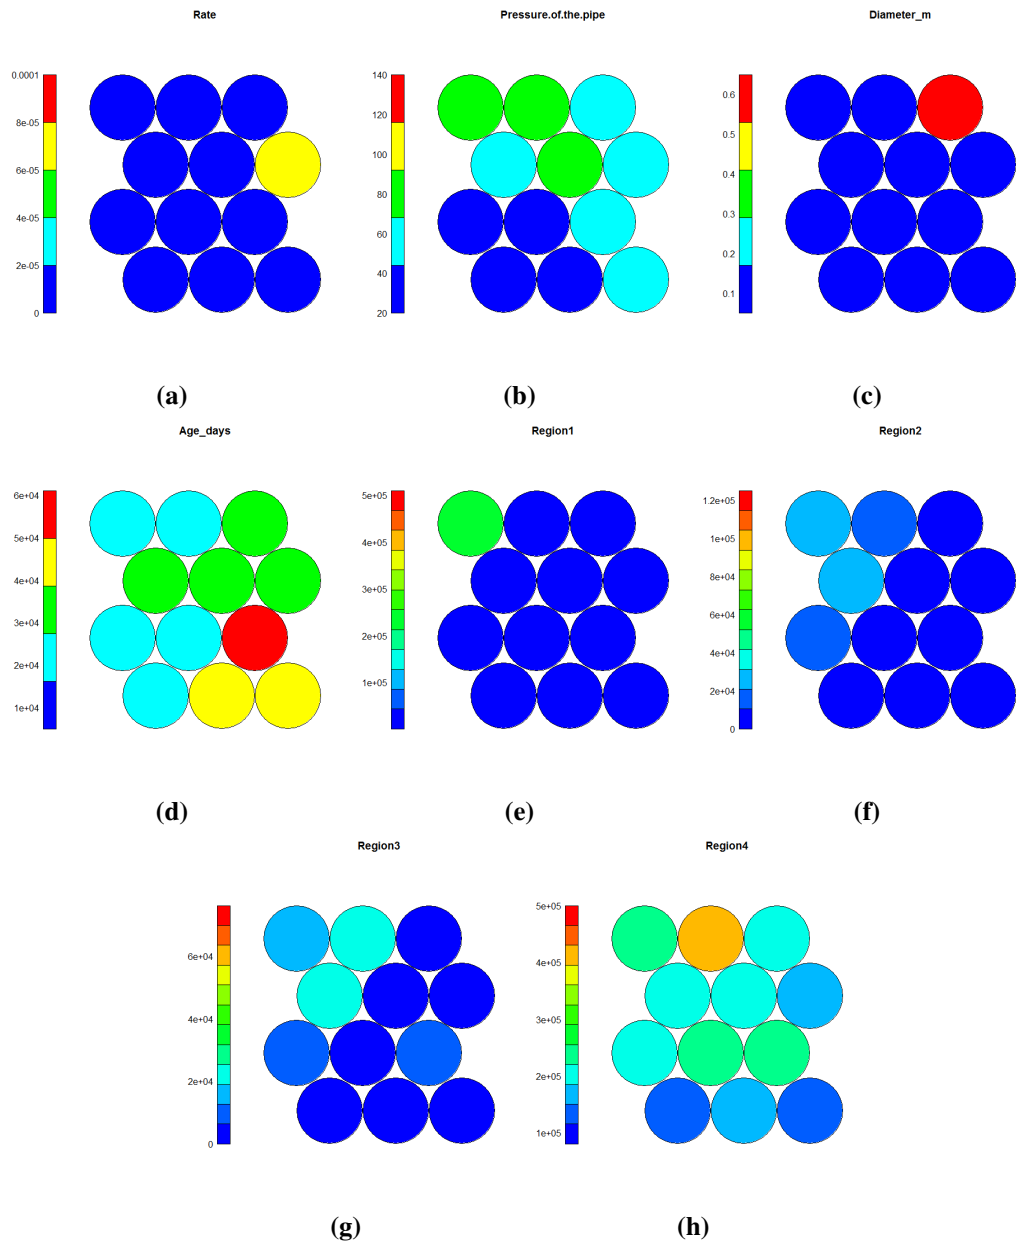 Rate
Pressure.of.the.pipe
Diameter_m
0.0001
8e-05
6e-05
4e-05
2e-05
0
140
120
100
80
60
40
20
0.6
0.5
0.4
0.3
0.2
0.1
(a)
(b)
(c)
Age_days
Region1
Region2
6e+04
5e+04
4e+04
3e+04
2e+04
1e+04
5e+05
4e+05
3e+05
2e+05
1e+05
1.2e+05
1e+05
8e+04
6e+04
4e+04
2e+04
0
(d)
(e)
(f)
Region3
Region4
6e+04
4e+04
2e+04
0
5e+05
4e+05
3e+05
2e+05
1e+05
(g)
(h)